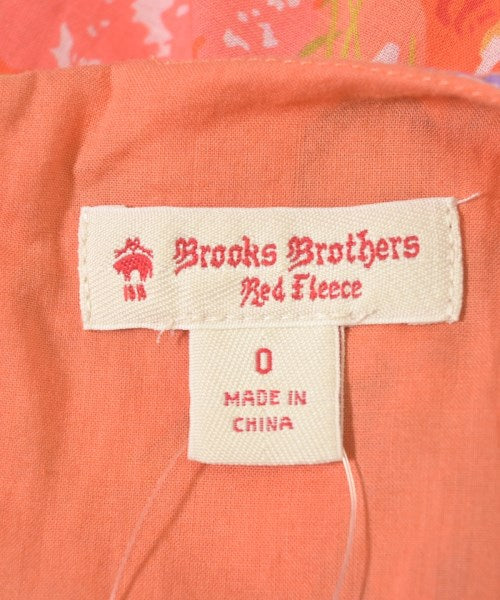 Brooks Brothers
Red Fleece
0
MADE IN
CHINA